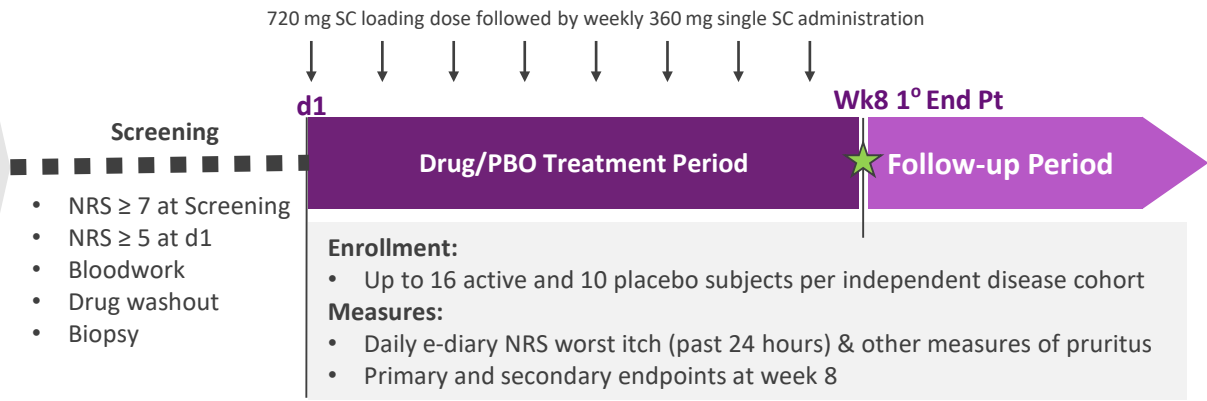 720 mg SC loading dose followed by weekly 360 mg single SC administration
d1
Wk8 1° End Pt
Screening
Drug/PBO Treatment Period
Follow-up Period
• NRS ≥ 7 at Screening
• NRS ≥ 5 at d1
• Bloodwork
• Drug washout
• Biopsy
Enrollment:
• Up to 16 active and 10 placebo subjects per independent disease cohort
Measures:
• Daily e-diary NRS worst itch (past 24 hours) & other measures of pruritus
• Primary and secondary endpoints at week 8